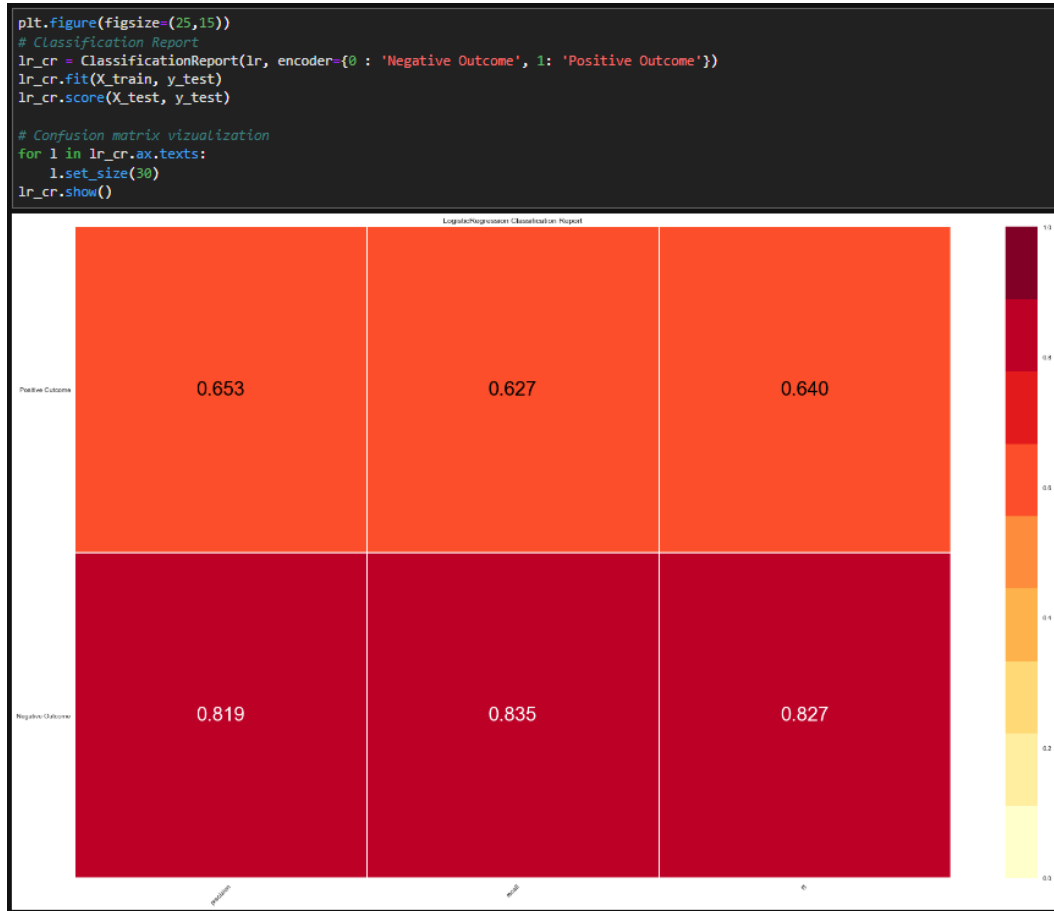 plt.figure(figsize=(25,15))
# Classification Report
lr_cr = ClassificationReport(lr, encoder={0 : 'Negative Outcome', 1: 'Positive Outcome'})
lr_cr.fit(X_train, y_test)
lr_cr.score(X_test, y_test)
# Confusion matrix vizualization
for l in lr_cr.ax.texts:
    l.set_size(30)
lr_cr.show()
LogisticRegression Classification Report
1.0
0.8
Positive Outcome 0.653 0.627 0.640
0.6
0.4
Negative Outcome 0.819 0.835 0.827
0.2
0.0
precision recall f1